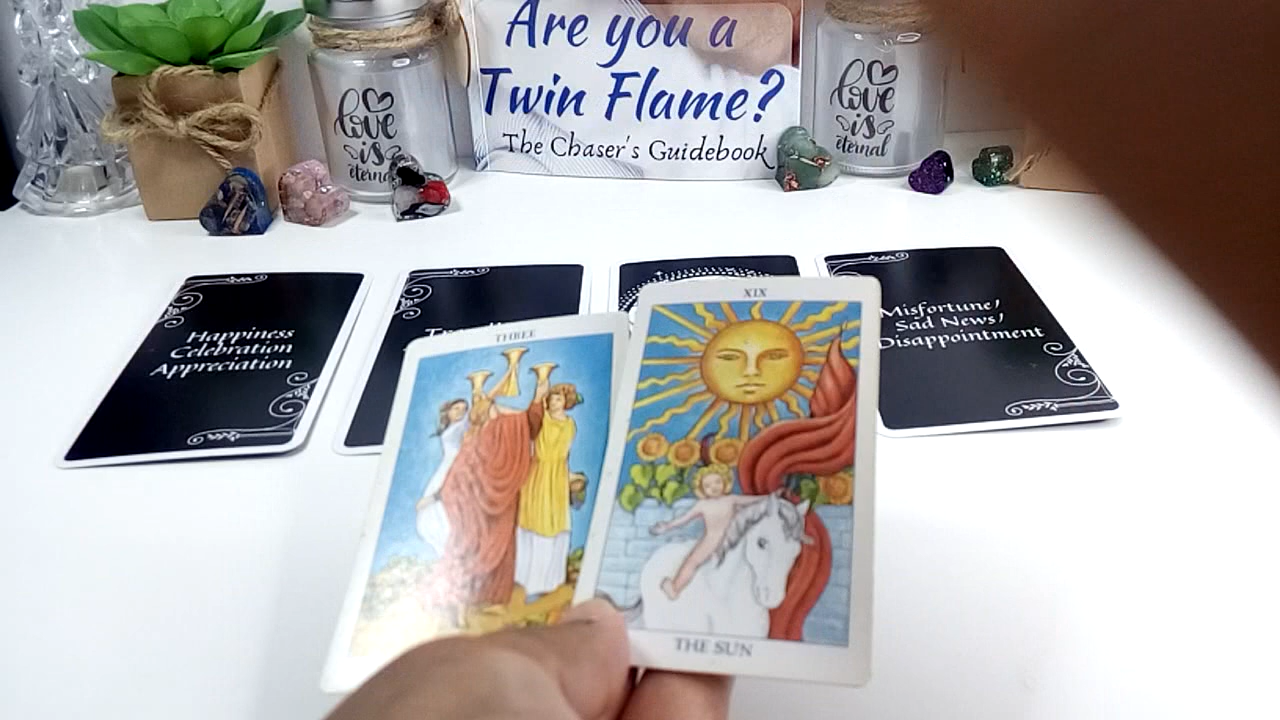 Are you a
Twin Flame?
The Chaser's Guidebook
love
is
eternal
love
is
eternal
Happiness
Celebration
Appreciation
Misfortune,
Sad News,
Disappointment
THREE
XIX
THE SUN